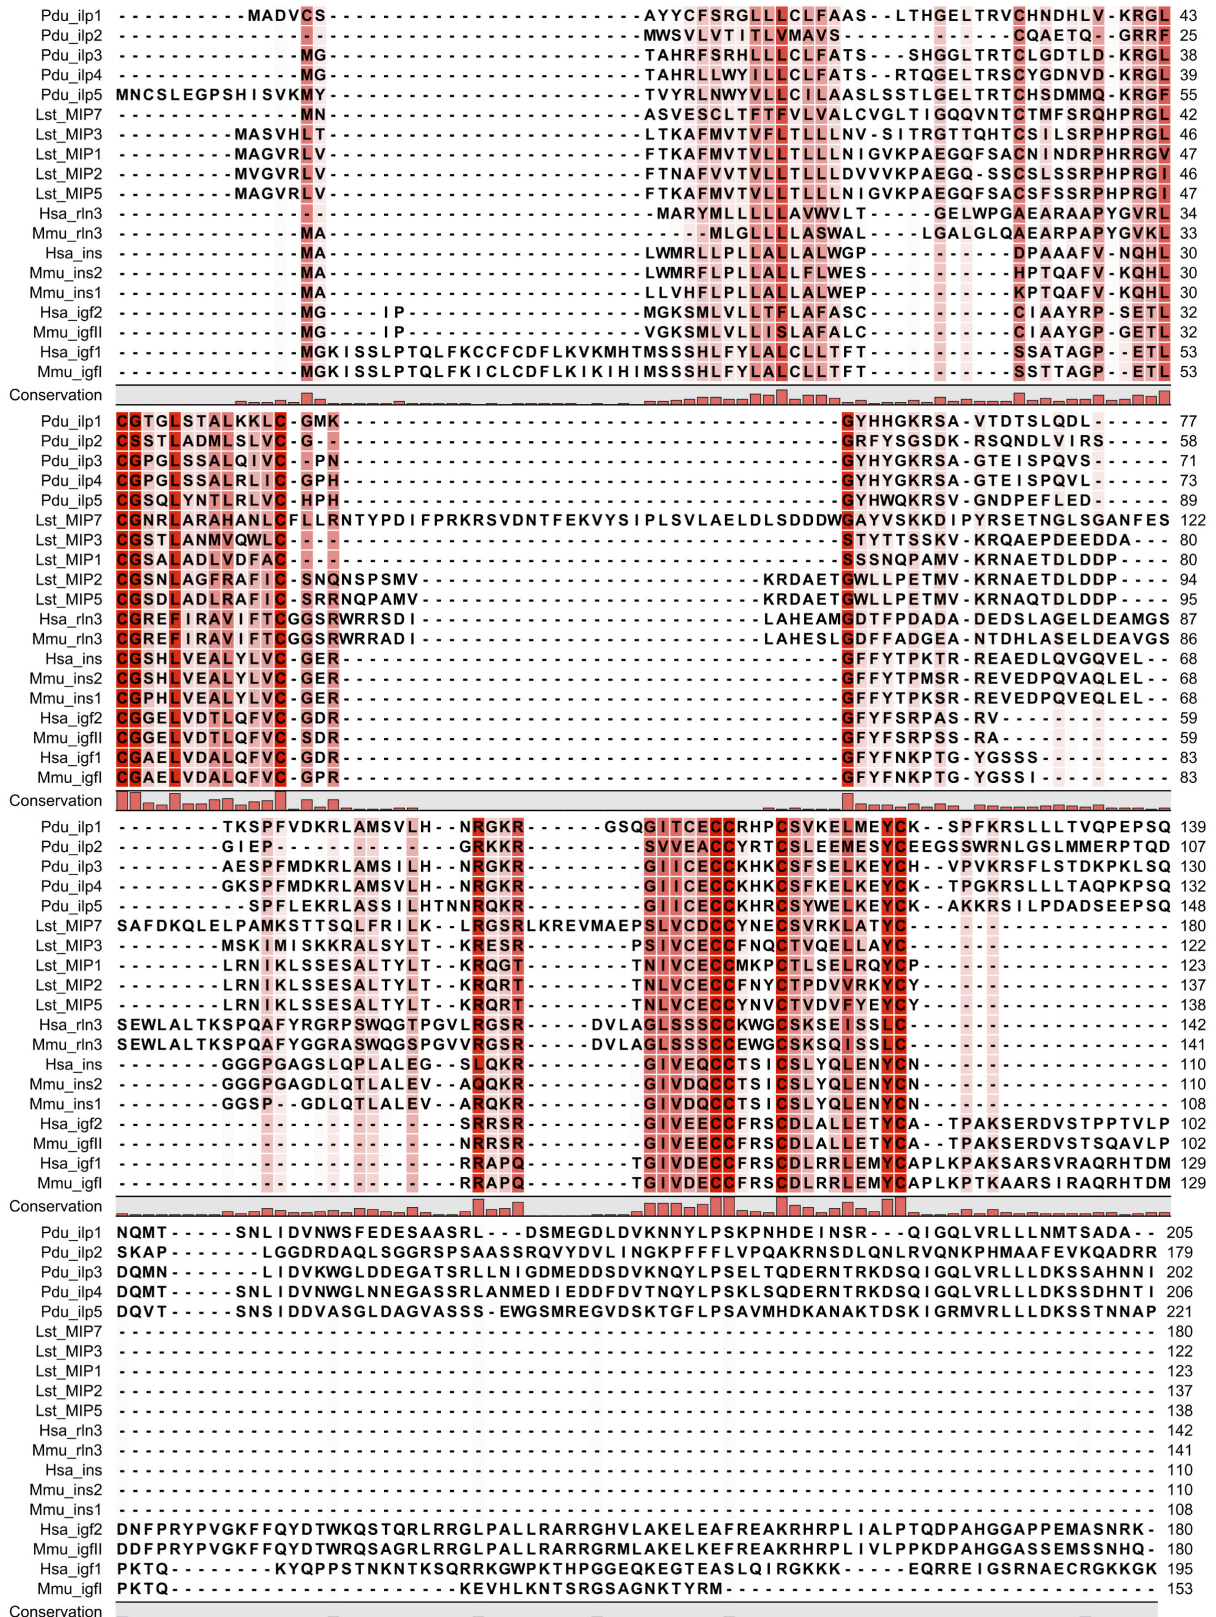 Pdu_ilp1 ----------MADVCS------------------------AYYCFSRGLLLCLFAAS--LTHGELTRVCHNDHLV-KRGL 43
Pdu_ilp2 ----------------------------------------MWSVLVTITLVMAVS-------------CQAETQ--GRRF 25
Pdu_ilp3 --------------MG------------------------TAHRFSRHLLLCLFATS---SHGGLTRTCLGDTLD-KRGL 38
Pdu_ilp4 --------------MG------------------------TAHRLLWYILLCLFATS--RTQGELTRSCYGDNVD-KRGL 39
Pdu_ilp5 MNCSLEGPSHISVKMY------------------------TVYRLNWYVLLCILAASLSSTLGELTRTCHSDMMQ-KRGF 55
Lst_MIP7 --------------MN------------------------ASVESCLTFTFVLVALCVGLTIGQQVNTCTMFSRQHPRGL 42
Lst_MIP3 ---------MASVHLT------------------------LTKAFMVTVFLTLLLNV-SITRGTTQHTCSILSRPHPRGL 46
Lst_MIP1 ---------MAGVRLV------------------------FTKAFMVTVLLTLLLNIGVKPAEGQFSACNINDRPHRRGV 47
Lst_MIP2 ---------MVGVRLV------------------------FTNAFVVTVLLTLLLDVVVKPAEGQ-SSCSLSSRPHPRGI 46
Lst_MIP5 ---------MAGVRLV------------------------FTKAFMVTVLLTLLLNIGVKPAEGQFSACSFSSRPHPRGI 47
Hsa_rln3 -----------------------------------------MARYMLLLLLAVWVLT-----GELWPGAEARAAPYGVRL 34
Mmu_rln3 --------------MA---------------------------MLGLLLLASWAL-----LGALGLQAEARPAPYGVKL 33
Hsa_ins --------------MA------------------------LWMRLLPLLALLALWGP-----------DPAAAFV-NQHL 30
Mmu_ins2 --------------MA------------------------LWMRFLPLLALLFLWES-----------HPTQAFV-KQHL 30
Mmu_ins1 --------------MA------------------------LLVHFLPLLALLALWEP-----------KPTQAFV-KQHL 30
Hsa_igf2 --------------MG----IP------------------MGKSMLVLLTFLAFASC-----------CIAAYRP-SETL 32
Mmu_igfII --------------MG----IP------------------VGKSMLVLLISLAFALC-----------CIAAYGP-GETL 32
Hsa_igf1 --------------MGKISSLPTQLFKCCFCDFLKVKMHTMSSSHLFYLALCLLTFT-----------SSATAGP--ETL 53
Mmu_igfI --------------MGKISSLPTQLFKICLCDFLKIKIHIMSSSHLFYLALCLLTFT-----------SSTTAGP--ETL 53
Conservation
Pdu_ilp1 CGTGLSTALKKLC-GMK--------------------------------------GYHHGKRSA-VTDTSLQDL------ 77
Pdu_ilp2 CSSTLADMLSLVC-G----------------------------------------GRFYSGSDK-RSQNDLVIRS----- 58
Pdu_ilp3 CGPGLSSALQIVC--PN--------------------------------------GYHYGKRSA-GTEISPQVS------ 71
Pdu_ilp4 CGPGLSSALRLIC-GPH--------------------------------------GYHYGKRSA-GTEISPQVL------ 73
Pdu_ilp5 CGSQLYNTLRLVC-HPH--------------------------------------GYHWQKRSV-GNDPEFLED------ 89
Lst_MIP7 CGNRLARAHANLCFLLRNTYPDIFPRKRSVDNTFEKVYSIPLSVLAELDLSDDDWGAYVSKKDIPYRSETNGLSGANFES 122
Lst_MIP3 CGSTLANMVQWLC------------------------------------------STYTTSSKV-KRQAEPDEEDDA--- 80
Lst_MIP1 CGSALADLVDFAC------------------------------------------SSSNQPAMV-KRNAETDLDDP---- 80
Lst_MIP2 CGSNLAGFRAFIC-SNQNSPSMV--------------------------KRDAETGWLLPETMV-KRNAETDLDDP---- 94
Lst_MIP5 CGSDLADLRAFIC-SRRNQPAMV--------------------------KRDAETGWLLPETMV-KRNAQTDLDDP---- 95
Hsa_rln3 CGREFIRAVIFTCGGSRWRRSDI--------------------------LAHEAMGDTFPDADA-DEDSLAGELDEAMGS 87
Mmu_rln3 CGREFIRAVIFTCGGSRWRRADI--------------------------LAHESLGDFFADGEA-NTDHLASELDEAVGS 86
Hsa_ins CGSHLVEALYLVC-GER--------------------------------------GFFYTPKTR-REAEDLQVGQVEL-- 68
Mmu_ins2 CGSHLVEALYLVC-GER--------------------------------------GFFYTPMSR-REVEDPQVAQLEL-- 68
Mmu_ins1 CGPHLVEALYLVC-GER--------------------------------------GFFYTPKSR-REVEDPQVEQLEL-- 68
Hsa_igf2 CGGELVDTLQFVC-GDR--------------------------------------GFYFSRPAS-RV------------- 59
Mmu_igfII CGGELVDTLQFVC-SDR--------------------------------------GFYFSRPSS-RA------------- 59
Hsa_igf1 CGAELVDALQFVC-GDR--------------------------------------GFYFNKPTG-YGSSS---------- 83
Mmu_igfI CGAELVDALQFVC-GPR--------------------------------------GFYFNKPTG-YGSSI---------- 83
Conservation
Pdu_ilp1 --------TKSPFVDKRLAMSVLH--NRGKR------GSQGITCECCRHPCSVKELMEYCK--SPFKRSLLLTVQPEPSQ 139
Pdu_ilp2 --------GIEP--------------GRKKR---------SVVEACCYRTCSLEEMESYCEEGSSWRNLGSLMMERPTQD 107
Pdu_ilp3 --------AESPFMDKRLAMSILH--NRGKR---------GIICECCKHKCSFKELKEYCH--VPVKRSFLSTDKPKLSQ 130
Pdu_ilp4 --------GKSPFMDKRLAMSVLH--NRGKR---------GIICECCKHKCSFKELKEYCK--TPGKRSLLLTAQPKPSQ 132
Pdu_ilp5 ----------SPFLEKRLASSILHTNNRQKR---------GIICECCKHRCSYWELKEYCK--AKKRSILPDADSEEPSQ 148
Lst_MIP7 SAFDKQLELPAMKSTTSQLFRILK--LRGSRLKREVMAEPSLVCDCCYNECSVRKLATYC-------------------- 180
Lst_MIP3 --------MSKIMISKKRALSYLT--KRESR--------PSIVCECCFNQCTVQELLAYC-------------------- 122
Lst_MIP1 --------LRNIKLSSESALTYLT--KRQGT--------TNIVCECCMKPCTLSELRQYCP------------------- 123
Lst_MIP2 --------LRNIKLSSESALTYLT--KRQGT--------TNLVCECCFNYCTPDVVRKYCY------------------- 137
Lst_MIP5 --------LRNIKLSSESALTYLT--KRQRT--------TNLVCECCYNVCTVDVFYEYCY------------------- 138
Hsa_rln3 SEWLALTKSPQAFYRGRPSWQGTPGVLRGSR-----DVLAGLSSSCCKWGCSKSEISSLC-------------------- 142
Mmu_rln3 SEWLALTKSPQAFYGGRASWQGSPGVVRGSR-----DVLAGLSSSCCEWGCSKSQISSLC-------------------- 141
Hsa_ins --------GGGPGAGSLQPLALEG--SLQKR---------GIVEQCCTSICSLYQLENYCN------------------- 110
Mmu_ins2 --------GGGPGAGDLQTLALEV--AQQKR---------GIVDQCCTSICSLYQLENYCN------------------- 110
Mmu_ins1 --------GGSP--GDLQTLALEV--ARQKR---------GIVDQCCTSICSLYQLENYCN------------------- 108
Hsa_igf2 --------------------------SRRSR---------GIVEECCFRSCDLALLETYCA--TPAKSERDVSTPPTVLP 102
Mmu_igfII --------------------------NRRSR---------GIVEECCFRSCDLALLETYCA--TPAKSERDVSTSQAVLP 102
Hsa_igf1 --------------------------RRAPQ--------TGIVDECCFRSCDLRRLEMYCAPLKPAKSARSVRAQRHTDM 129
Mmu_igfI --------------------------RRAPQ--------TGIVDECCFRSCDLRRLEMYCAPLKPTKAARSIRAQRHTDM 129
Conservation
Pdu_ilp1 NQMT-----SNLIDVNWSFEDESAASRL---DSMEGDLDVKNNYLPSKPNHDEINSR---QIGQLVRLLLNMTSADA--- 205
Pdu_ilp2 SKAP-------LGGDRDAQLSGGRSPSAASSRQVYDVLINGKPFFFLVPQAKRNSDLQNLRVQNKPHMAAFEVKQADRR 179
Pdu_ilp3 DQMN-------LIDVKWGLDDEGATSRLLNIGDMEDDSDVKNQYLPSELTQDERNTRKDSQIGQLVRLLLDKSSAHNNI 202
Pdu_ilp4 DQMT-----SNLIDVNWGLNNEGASSRLANMEDIEDDFDVTNQYLPSKLSQDERNTRKDSQIGQLVRLLLDKSSDHNTI 206
Pdu_ilp5 DQVT-----SNSIDDVASGLDAGVASSS-EWGSMREGVDSKTGFLPSAVMHDKANAKTDSKIGRMVRLLLDKSSTNNAP 221
Lst_MIP7 ------------------------------------------------------------------------------- 180
Lst_MIP3 ------------------------------------------------------------------------------- 122
Lst_MIP1 ------------------------------------------------------------------------------- 123
Lst_MIP2 ------------------------------------------------------------------------------- 137
Lst_MIP5 ------------------------------------------------------------------------------- 138
Hsa_rln3 ------------------------------------------------------------------------------- 142
Mmu_rln3 ------------------------------------------------------------------------------- 141
Hsa_ins ------------------------------------------------------------------------------- 110
Mmu_ins2 ------------------------------------------------------------------------------- 110
Mmu_ins1 ------------------------------------------------------------------------------- 108
Hsa_igf2 DNFPRYPVGKFFQYDTWKQSTQRLRRGLPALLRARRGHVLAKELEAFREAKRHRPLIALPTQDPAHGGAPPEMASNRK- 180
Mmu_igfII DDFPRYPVGKFFQYDTWRQSAGRLRRGLPALLRARRGRMLAKELKEFREAKRHRPLIVLPPKDPAHGGASSEMSSNHQ- 180
Hsa_igf1 PKTQ--------KYQPPSTNKNTKSQRRKGWPKTHPGGEQKEGTEASLQIRGKKK-----EQRREIGSRNAECRGKKGK 195
Mmu_igfI PKTQ----------------------KEVHLKNTSRGSAGNKTYRM--------------------------------- 153
Conservation